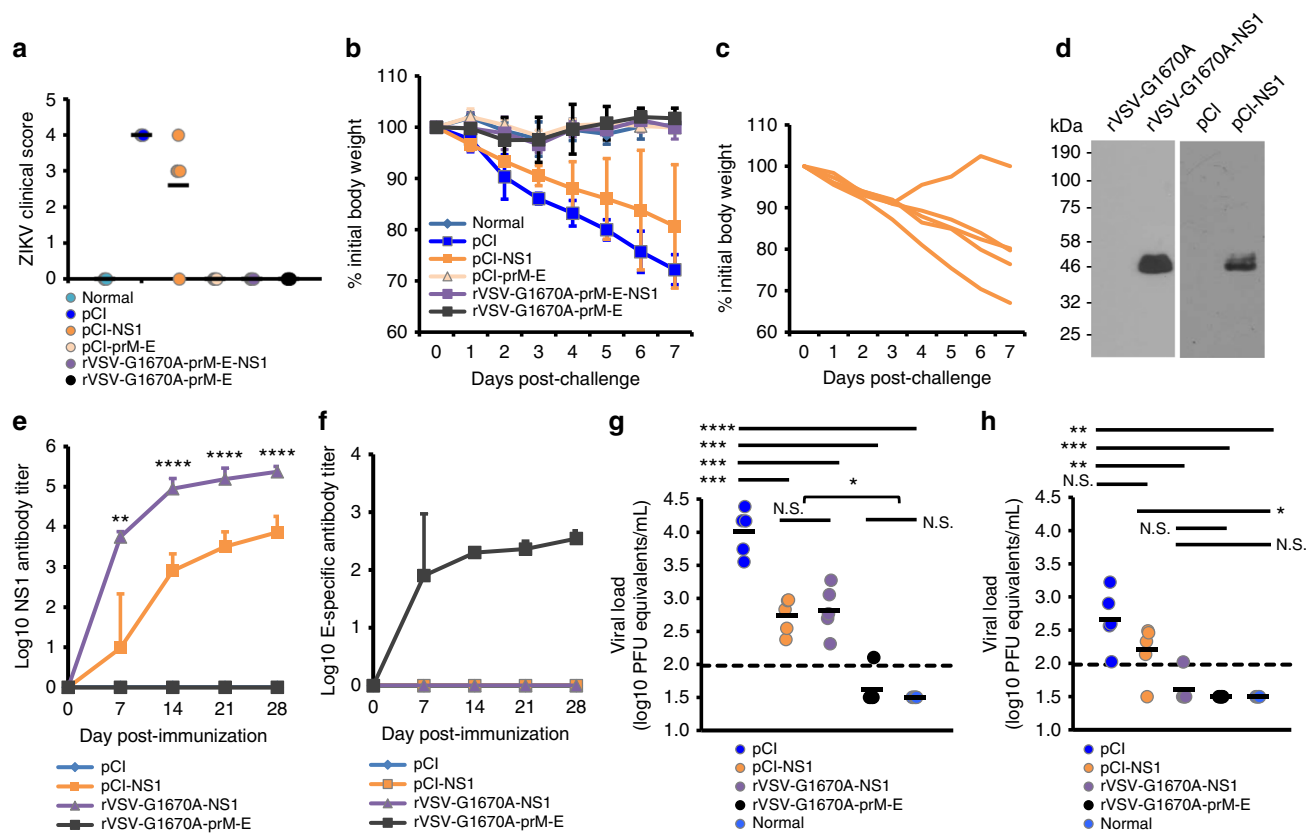 a
ZIKV clinical score
5
4
3
2
1
0
Normal
pCI
pCI-NS1
pCI-prM-E
rVSV-G1670A-prM-E-NS1
rVSV-G1670A-prM-E
b
% initial body weight
110
100
90
80
70
60
Normal
pCI
pCI-NS1
pCI-prM-E
rVSV-G1670A-prM-E-NS1
rVSV-G1670A-prM-E
0 1 2 3 4 5 6 7
Days post-challenge
c
% initial body weight
110
100
90
80
70
60
0 1 2 3 4 5 6 7
Days post-challenge
d
rVSV-G1670A
rVSV-G1670A-NS1
pCI
pCI-NS1
kDa
190
100
75
58
46
32
25
e
Log10 NS1 antibody titer
6
5
4
3
2
1
0
** **** **** ****
0 7 14 21 28
Day post-immunization
pCI
pCI-NS1
rVSV-G1670A-NS1
rVSV-G1670A-prM-E
f
Log10 E-specific antibody titer
4
3
2
1
0
0 7 14 21 28
Day post-immunization
pCI
pCI-NS1
rVSV-G1670A-NS1
rVSV-G1670A-prM-E
g
****
***
***
***
*
N.S.
N.S.
Viral load
(log10 PFU equivalents/mL)
4.5
4.0
3.5
3.0
2.5
2.0
1.5
1.0
pCI
pCI-NS1
rVSV-G1670A-NS1
rVSV-G1670A-prM-E
Normal
h
**
***
**
N.S.
*
N.S.
N.S.
Viral load
(log10 PFU equivalents/mL)
4.5
4.0
3.5
3.0
2.5
2.0
1.5
1.0
pCI
pCI-NS1
rVSV-G1670A-NS1
rVSV-G1670A-prM-E
Normal